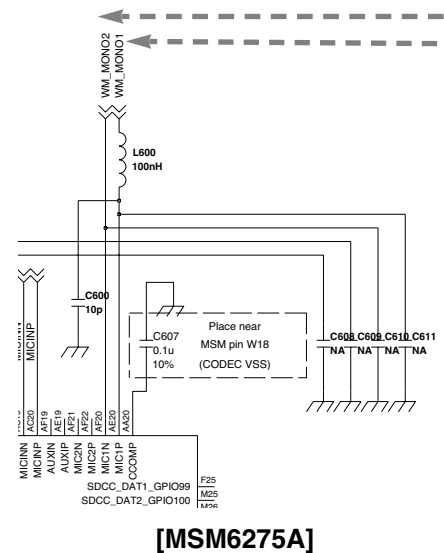 WM_MONO2
WM_MONO1
L600
100nH
C600
10p
C607
0.1u
10%
Place near
MSM pin W18
(CODEC VSS)
C608 C609 C610 C611
NA NA NA NA
MICINP
AC20
AF19
AE19
AF21
AF22
AF20
AE20
AA20
MICINN
MICINP
AUXIN
AUXIP
MIC2N
MIC2P
MIC1N
MIC1P
CCOMP
SDCC_DAT1_GPIO99
F25
SDCC_DAT2_GPIO100
M25
[MSM6275A]